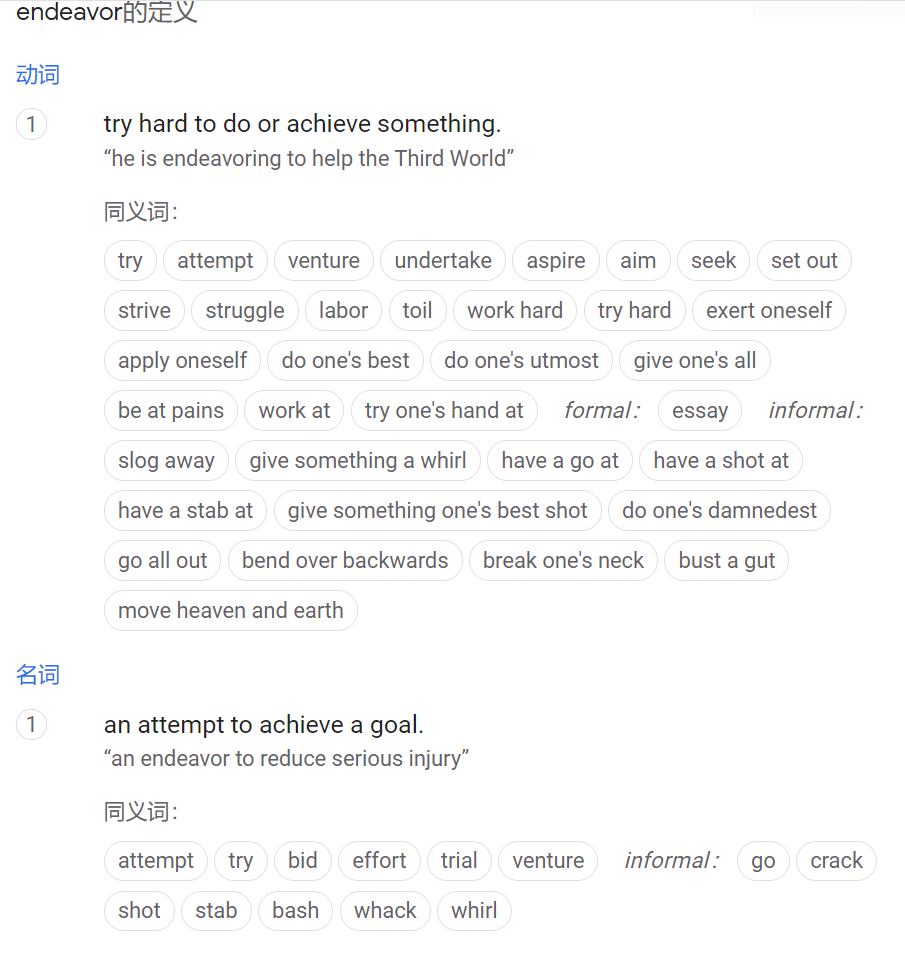 endeavor的定义
动词
1 try hard to do or achieve something.
“he is endeavoring to help the Third World”
同义词：
try attempt venture undertake aspire aim seek set out
strive struggle labor toil work hard try hard exert oneself
apply oneself do one's best do one's utmost give one's all
be at pains work at try one's hand at formal： essay informal：
slog away give something a whirl have a go at have a shot at
have a stab at give something one's best shot do one's damnedest
go all out bend over backwards break one's neck bust a gut
move heaven and earth
名词
1 an attempt to achieve a goal.
“an endeavor to reduce serious injury”
同义词：
attempt try bid effort trial venture informal： go crack
shot stab bash whack whirl